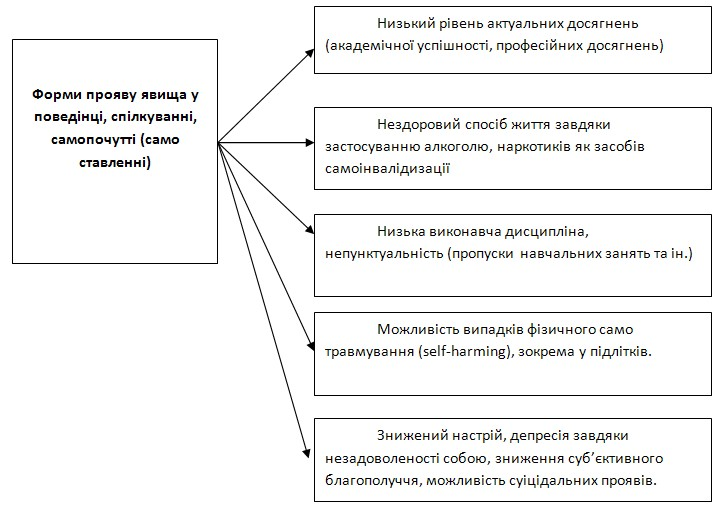 Форми прояву явища у
поведінці, спілкуванні,
самопочутті (само
ставленні)
Низький рівень актуальних досягнень
(академічної успішності, професійних досягнень)
Нездоровий спосіб життя завдяки
застосуванню алкоголю, наркотиків як засобів
самоінвалідизації
Низька виконавча дисципліна,
непунктуальність (пропуски навчальних занять та ін.)
Можливість випадків фізичного само
травмування (self-harming), зокрема у підлітків.
Знижений настрій, депресія завдяки
незадоволеності собою, зниження суб’єктивного
благополуччя, можливість суїцідальних проявів.